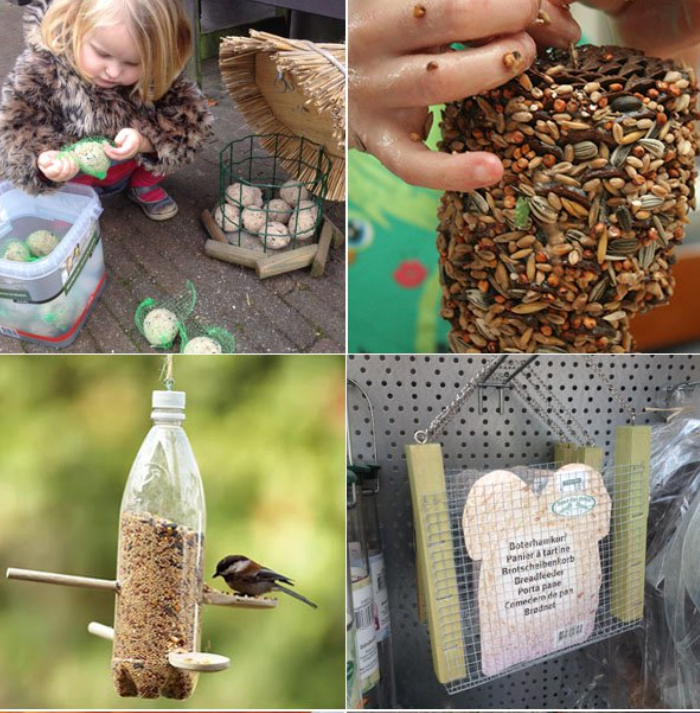 Boterhamkorf
Panier à tartine
Brotscheibenkorb
Breadfeeder
Porta pane
Comedero de pan
Brødnet